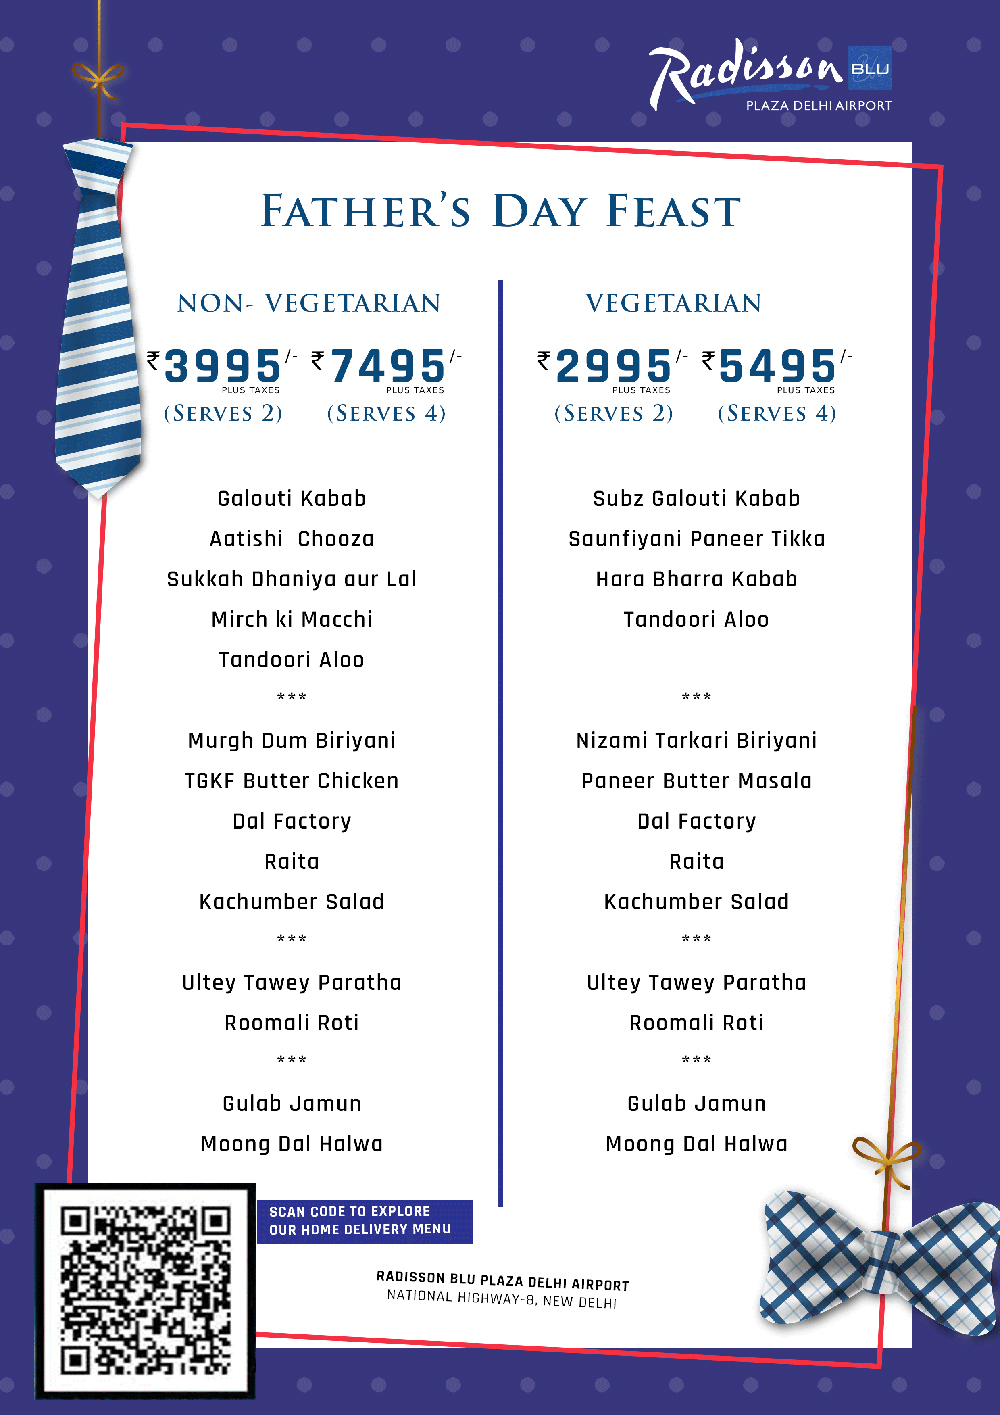 Radisson BLU
PLAZA DELHI AIRPORT
FATHER'S DAY FEAST
NON- VEGETARIAN
₹3995/- ₹7495/-
PLUS TAXES PLUS TAXES
(SERVES 2) (SERVES 4)
Galouti Kabab
Aatishi Chooza
Sukkah Dhaniya aur Lal
Mirch ki Macchi
Tandoori Aloo
***
Murgh Dum Biriyani
TGKF Butter Chicken
Dal Factory
Raita
Kachumber Salad
***
Ultey Tawey Paratha
Roomali Roti
***
Gulab Jamun
Moong Dal Halwa
VEGETARIAN
₹2995/- ₹5495/-
PLUS TAXES PLUS TAXES
(SERVES 2) (SERVES 4)
Subz Galouti Kabab
Saunfiyani Paneer Tikka
Hara Bharra Kabab
Tandoori Aloo
***
Nizami Tarkari Biriyani
Paneer Butter Masala
Dal Factory
Raita
Kachumber Salad
***
Ultey Tawey Paratha
Roomali Roti
***
Gulab Jamun
Moong Dal Halwa
SCAN CODE TO EXPLORE
OUR HOME DELIVERY MENU
RADISSON BLU PLAZA DELHI AIRPORT
NATIONAL HIGHWAY-8, NEW DELHI